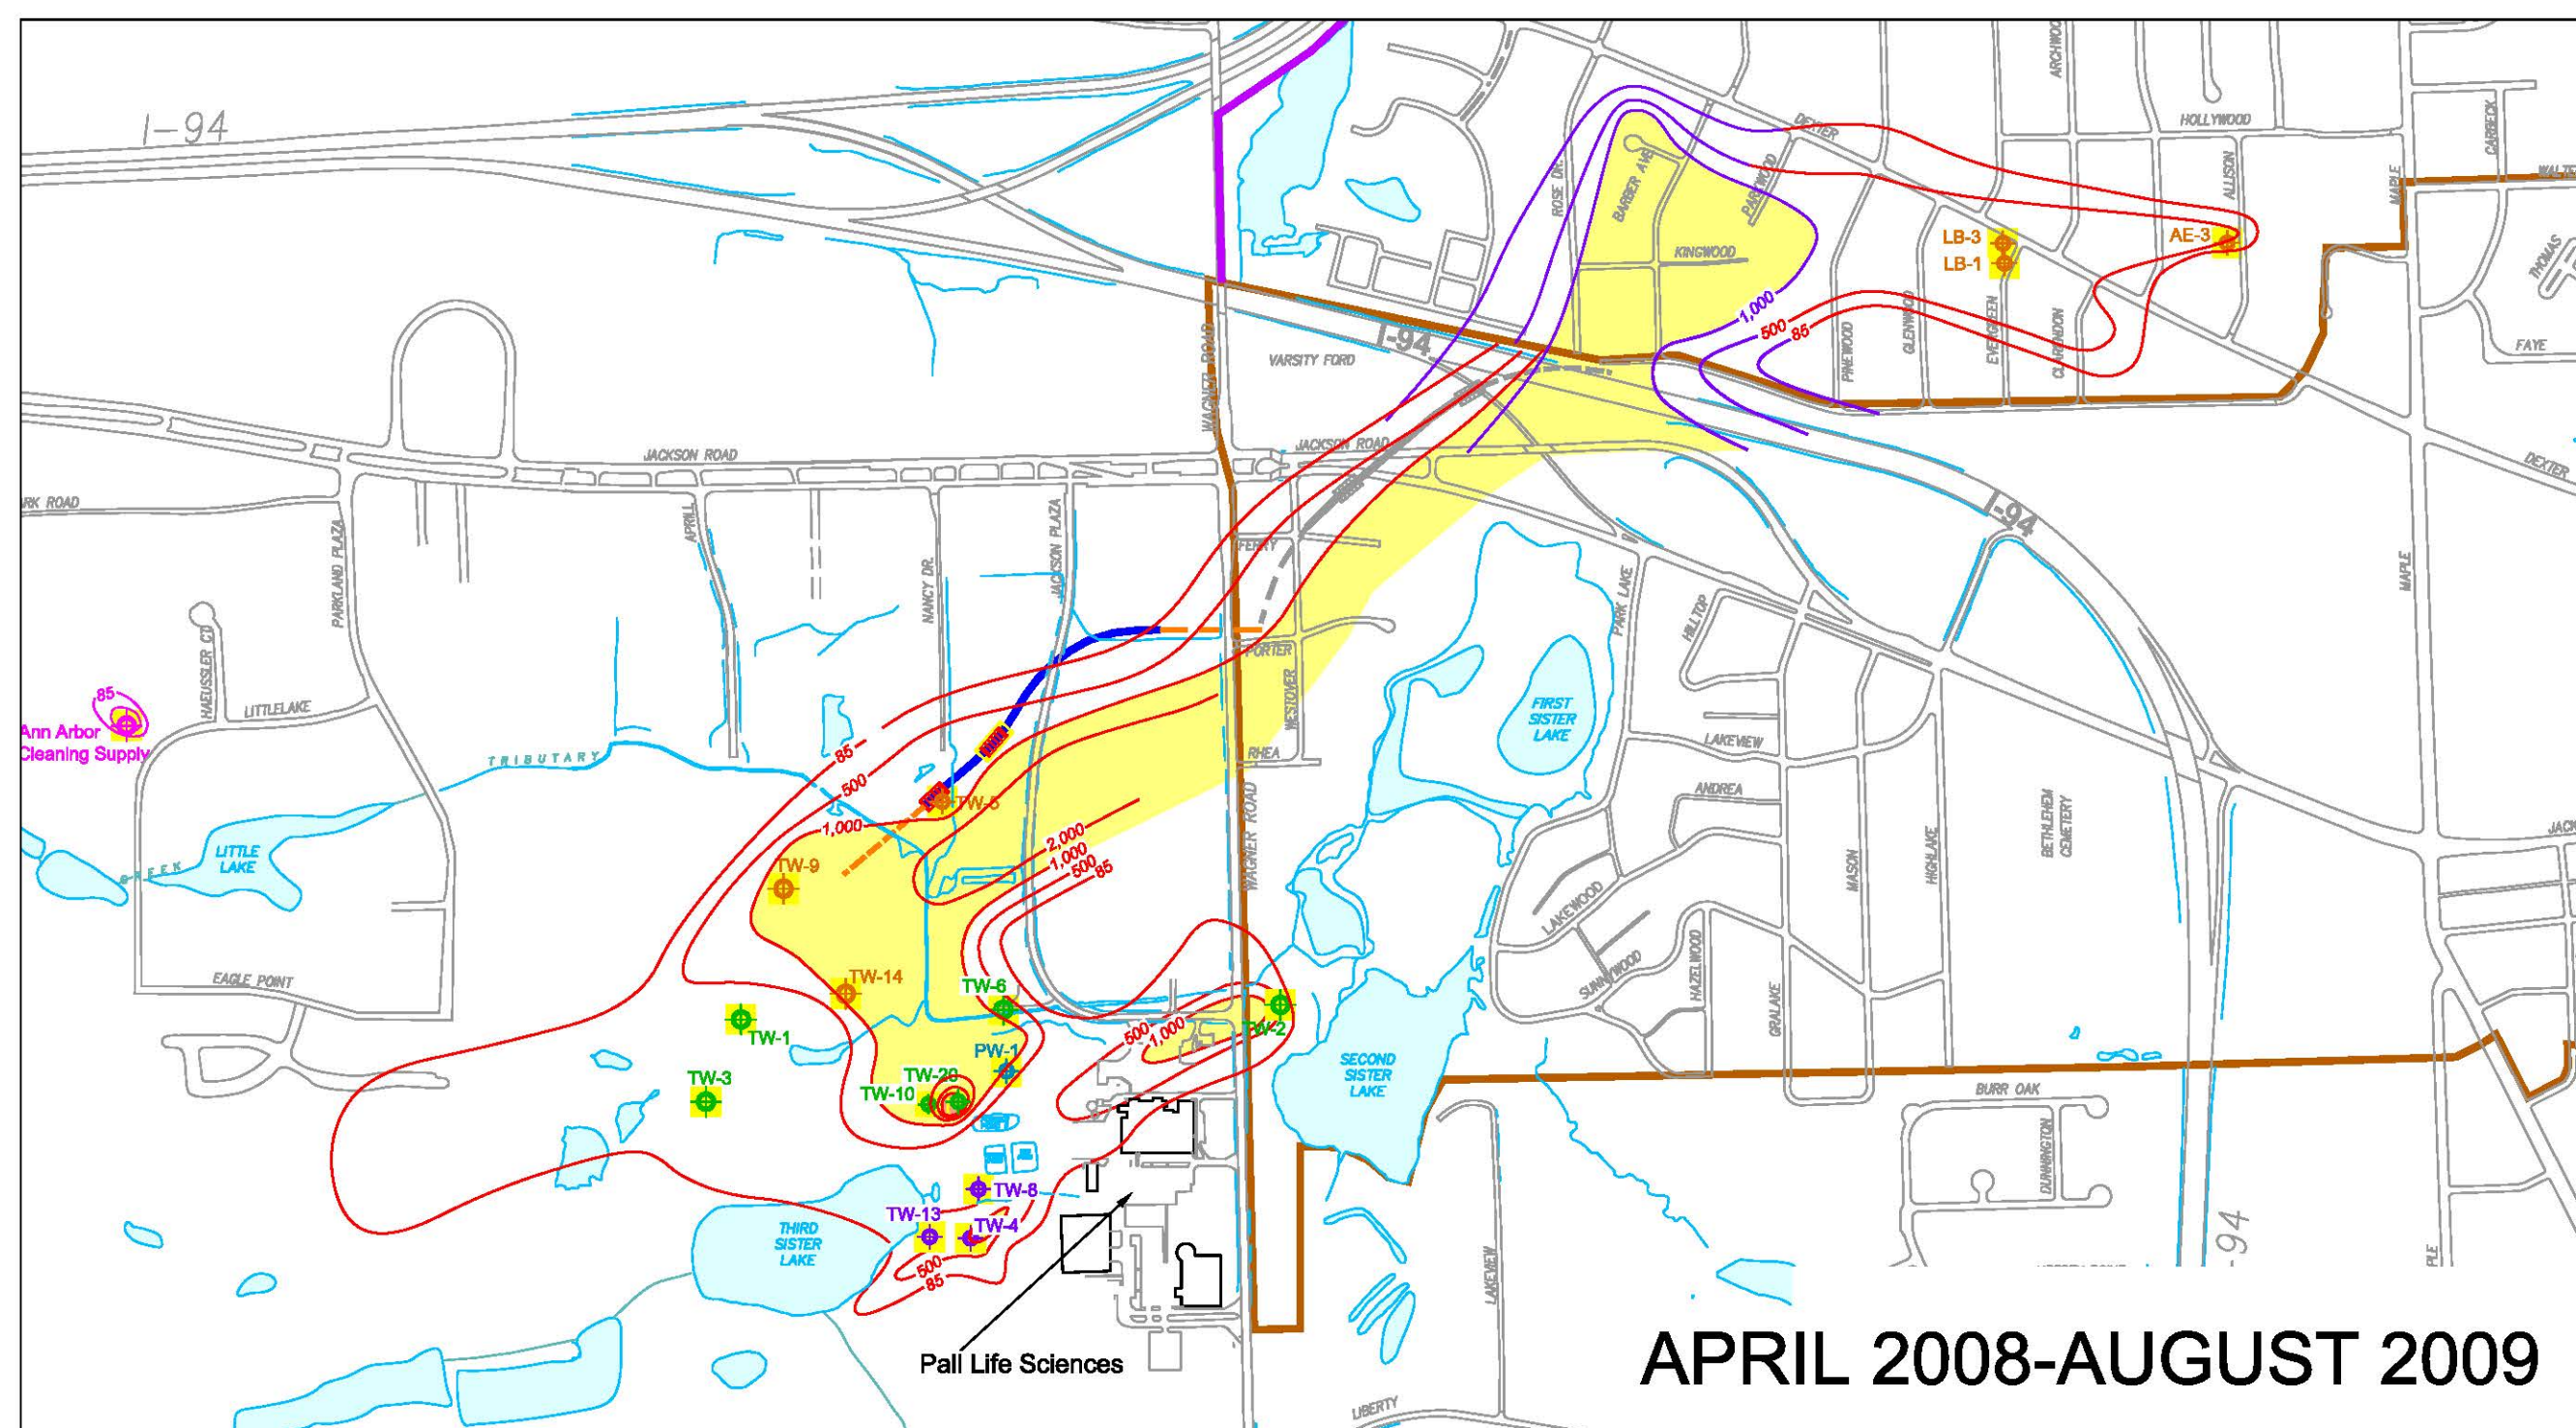 I-94
ARCHWOOD
DEXTER
HOLLYWOOD
CARBECK
ROSE DR.
BARBER AVE
PARKWOOD
ALLISON
MAPLE
LB-3
AE-3
KINGWOOD
LB-1
THOMAS
1,000
500
85
WAGNER ROAD
I-94
VARSITY FORD
PINEWOOD
GLENWOOD
EVERGREEN
CLARENDON
FAYE
JACKSON ROAD
JACKSON ROAD
DEXTER
RK ROAD
PARKLAND PLAZA
APRILL
NANCY DR.
JACKSON PLAZA
FERRY
I-94
MAPLE
PARK LAKE
HILLTOP
HAEUSSLER CT
PORTER
WESTOVER
85
LITTLELAKE
FIRST
SISTER
LAKE
Ann Arbor
Cleaning Supply
TRIBUTARY
85
500
RHEA
LAKEVIEW
TW-5
ANDREA
WAGNER ROAD
1,000
2,000
1,000
500
85
BETHLEHEM
CEMETERY
JACK
LITTLE
LAKE
CREEK
TW-9
MASON
HIGHLAKE
LAKEWOOD
EAGLE POINT
TW-14
TW-6
SUNNYWOOD
HAZELWOOD
GRALAKE
TW-1
500
1,000
TW-2
PW-1
SECOND
SISTER
LAKE
TW-3
TW-20
TW-10
BURR OAK
DUNNINGTON
TW-8
TW-13
TW-4
THIRD
SISTER
LAKE
500
85
-94
PLE
LAKEVIEW
Pall Life Sciences
APRIL 2008-AUGUST 2009
LIBERTY